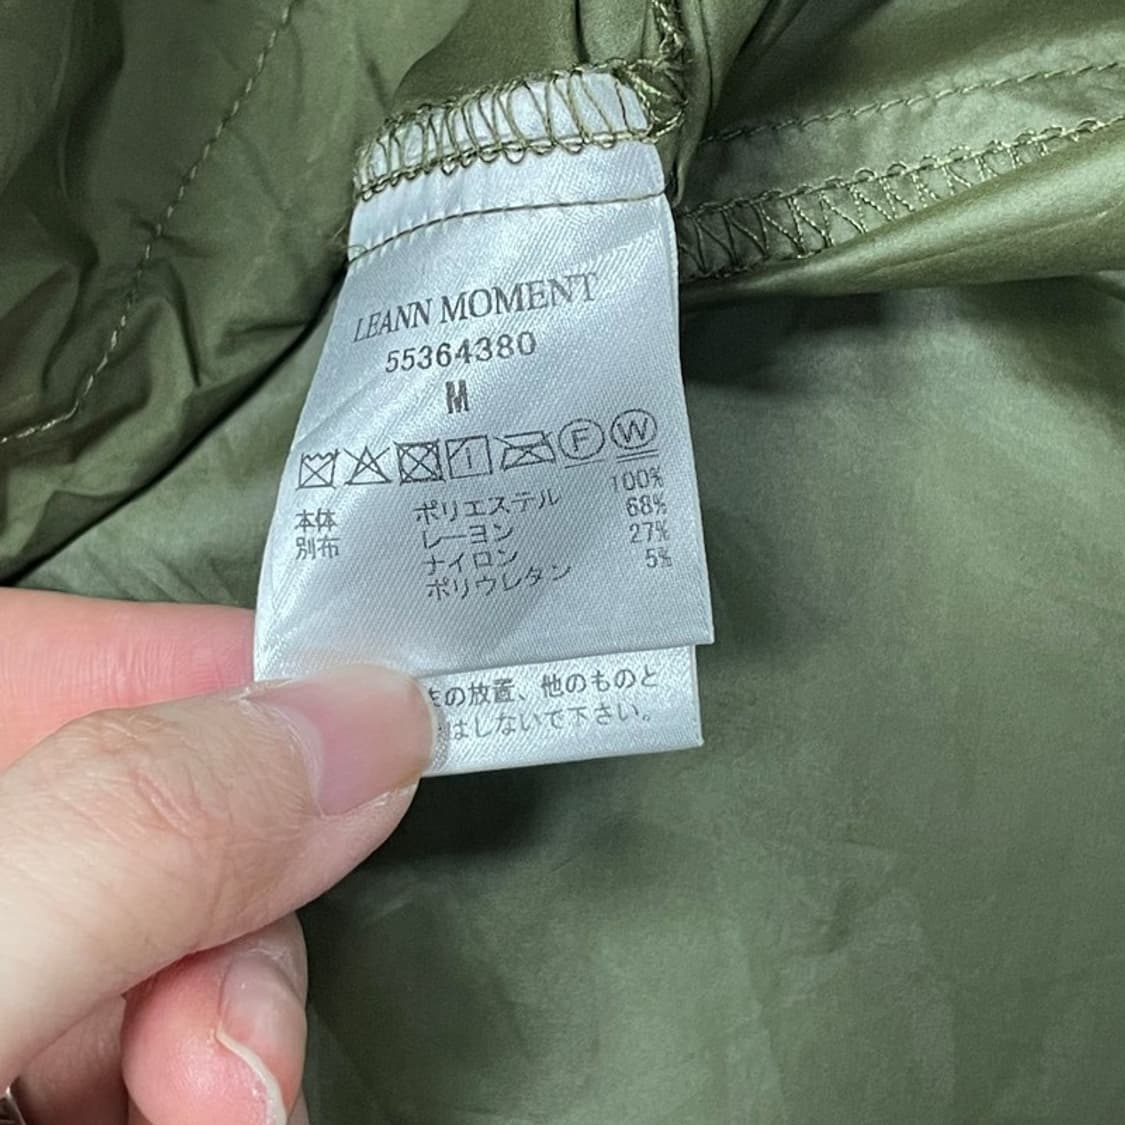 LEANN MOMENT
55364380
M
F W
本体 ポリエステル 100%
別布 レーヨン 68%
ナイロン 27%
ポリウレタン 5%
の放置、他のものと
はしないで下さい。